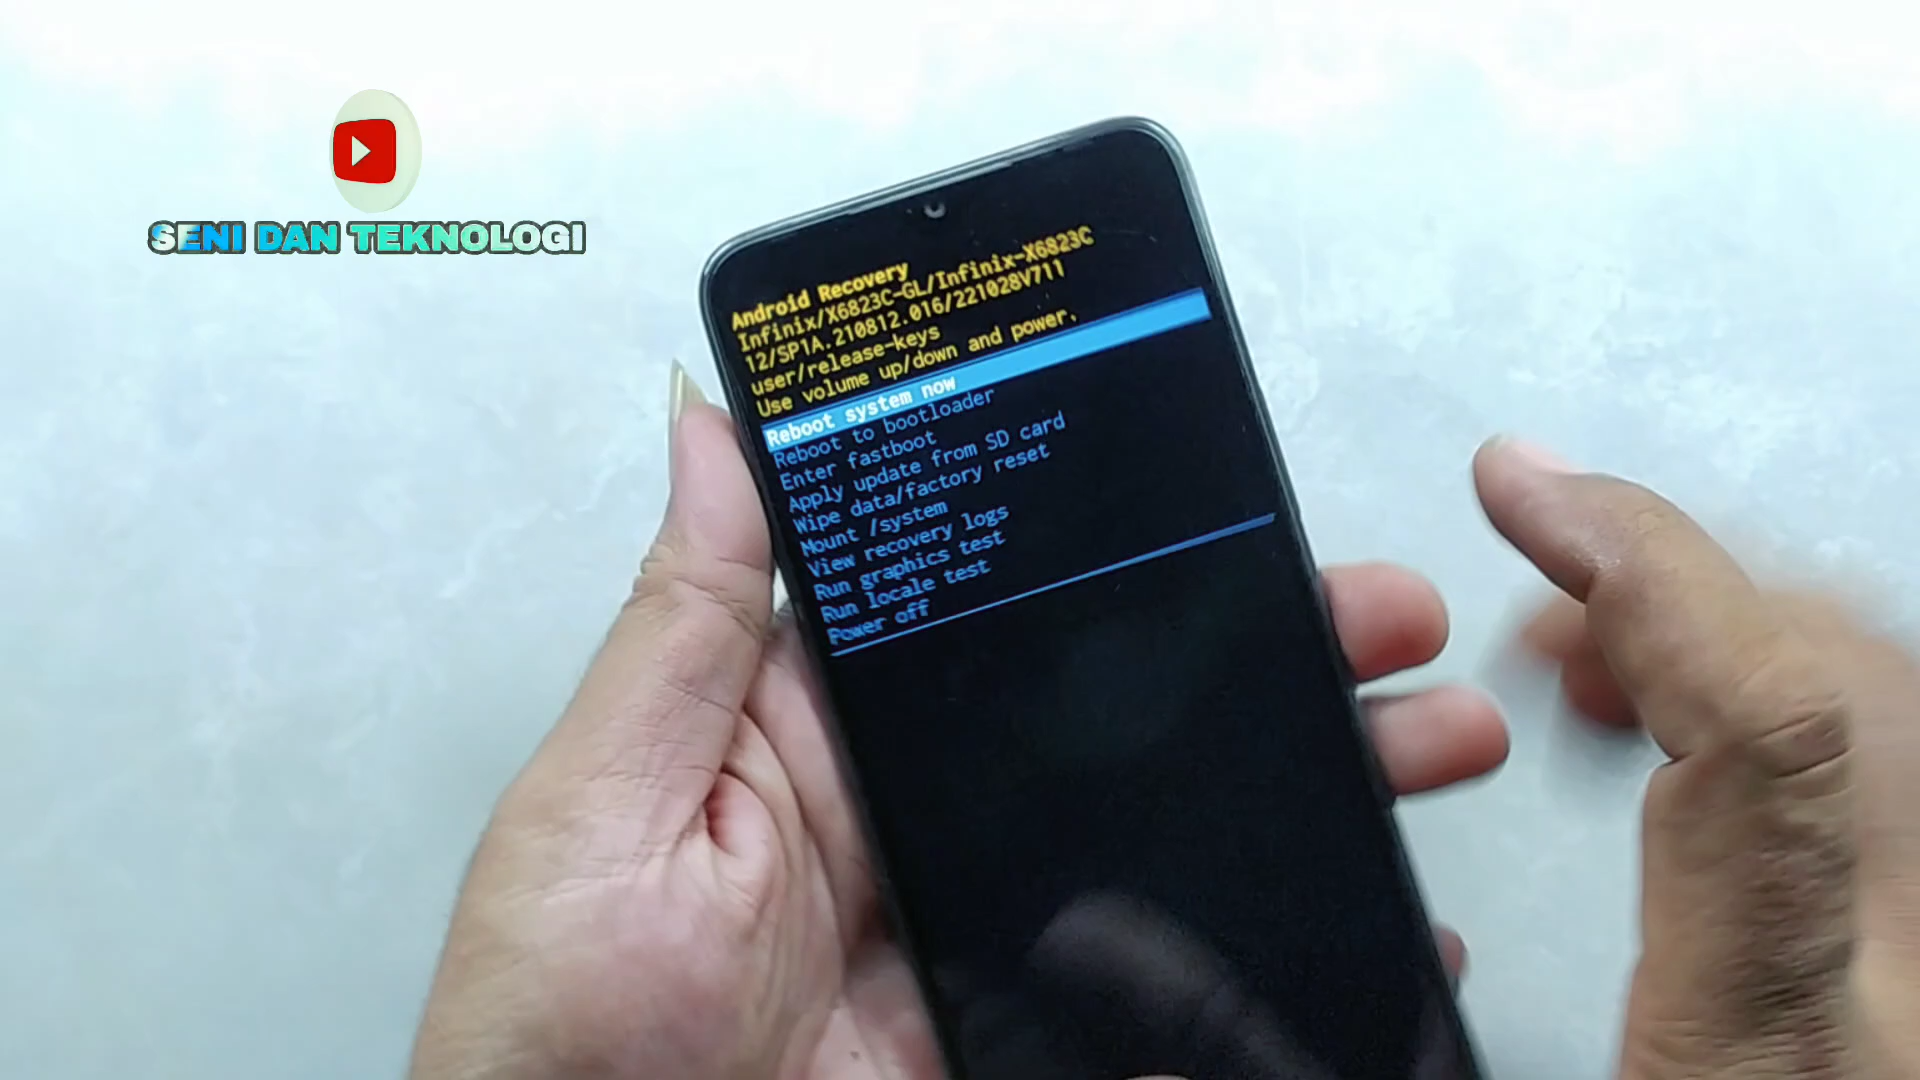 SENI DAN TEKNOLOGI
Android Recovery
Infinix/X6823C-GL/Infinix-X6823C
12/SP1A.210812.016/221028V711
user/release-keys
Use volume up/down and power.
Reboot system now
Reboot to bootloader
Enter fastboot
Apply update from SD card
Wipe data/factory reset
Mount /system
View recovery logs
Run graphics test
Run locale test
Power off